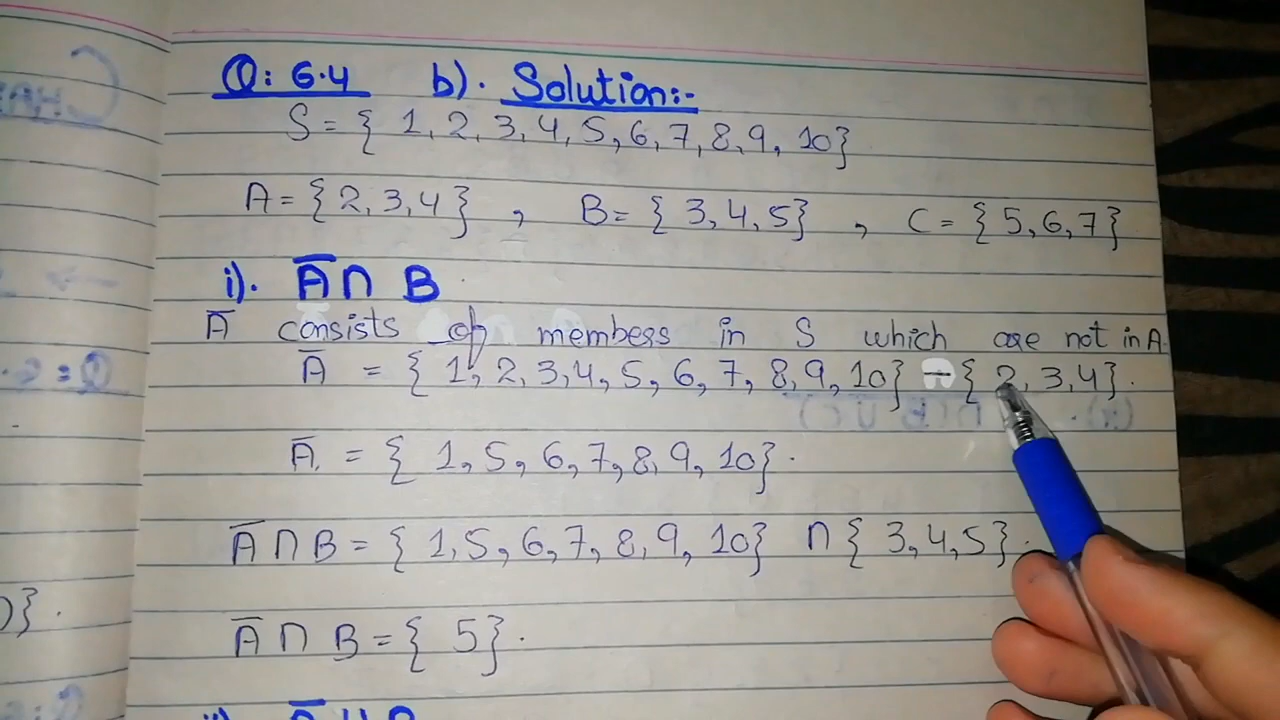 Q: 6.4 b). Solution:-
S = { 1, 2, 3, 4, 5, 6, 7, 8, 9, 10}
A = {2, 3, 4} , B = { 3, 4, 5} , C = { 5, 6, 7}
i). A̅ ∩ B
A̅ consists of members in S which are not in A.
A̅ = { 1, 2, 3, 4, 5, 6, 7, 8, 9, 10} - { 2, 3, 4}.
A̅ = { 1, 5, 6, 7, 8, 9, 10}.
A̅ ∩ B = { 1, 5, 6, 7, 8, 9, 10} ∩ { 3, 4, 5}.
)}.
A̅ ∩ B = { 5}.